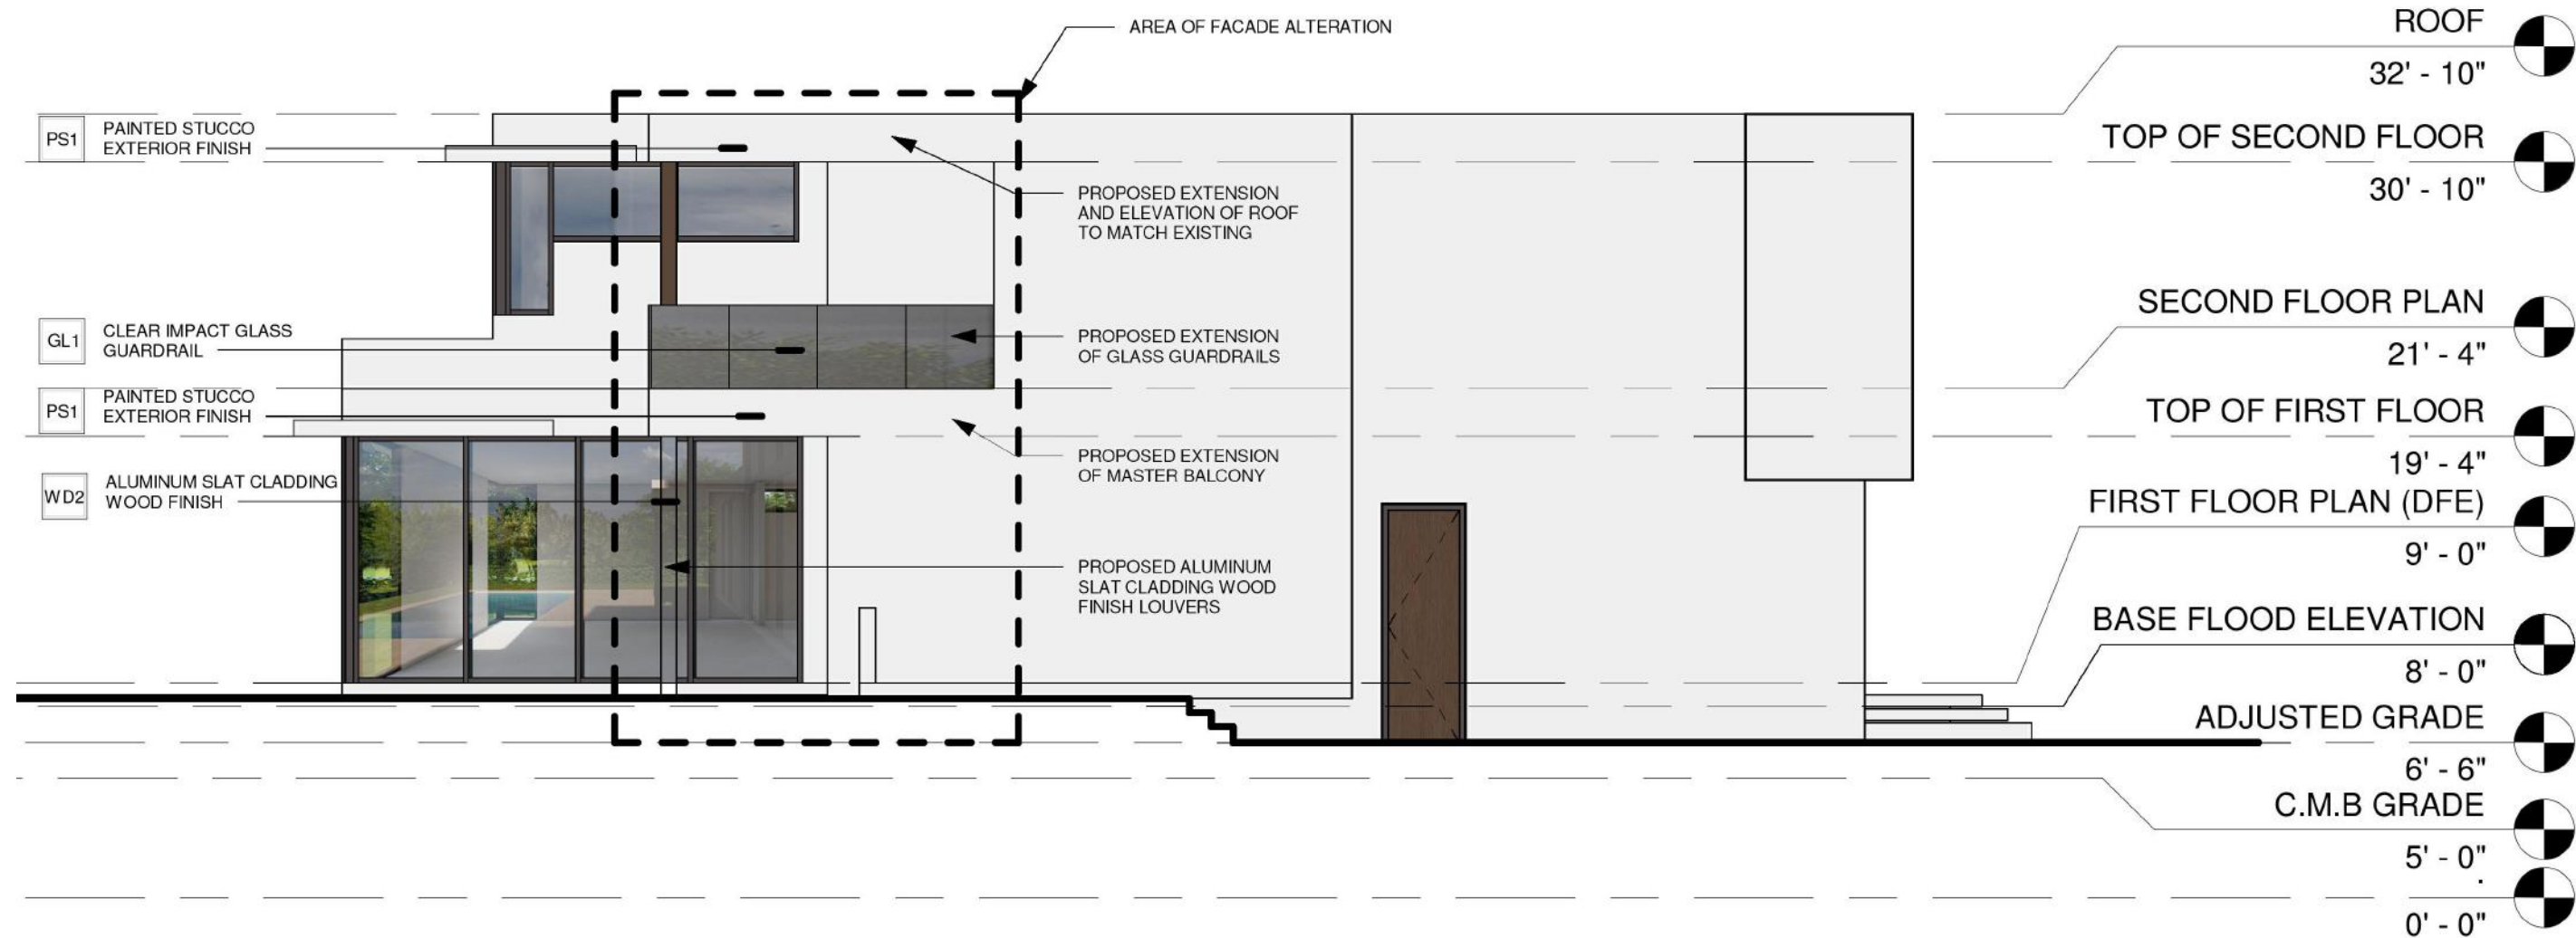 AREA OF FACADE ALTERATION
PS1
PAINTED STUCCO
EXTERIOR FINISH
GL1
CLEAR IMPACT GLASS
GUARDRAIL
PS1
PAINTED STUCCO
EXTERIOR FINISH
WD2
ALUMINUM SLAT CLADDING
WOOD FINISH
PROPOSED EXTENSION
AND ELEVATION OF ROOF
TO MATCH EXISTING
PROPOSED EXTENSION
OF GLASS GUARDRAILS
PROPOSED EXTENSION
OF MASTER BALCONY
PROPOSED ALUMINUM
SLAT CLADDING WOOD
FINISH LOUVERS
ROOF
32' - 10"
TOP OF SECOND FLOOR
30' - 10"
SECOND FLOOR PLAN
21' - 4"
TOP OF FIRST FLOOR
19' - 4"
FIRST FLOOR PLAN (DFE)
9' - 0"
BASE FLOOD ELEVATION
8' - 0"
ADJUSTED GRADE
6' - 6"
C.M.B GRADE
5' - 0"
.
0' - 0"